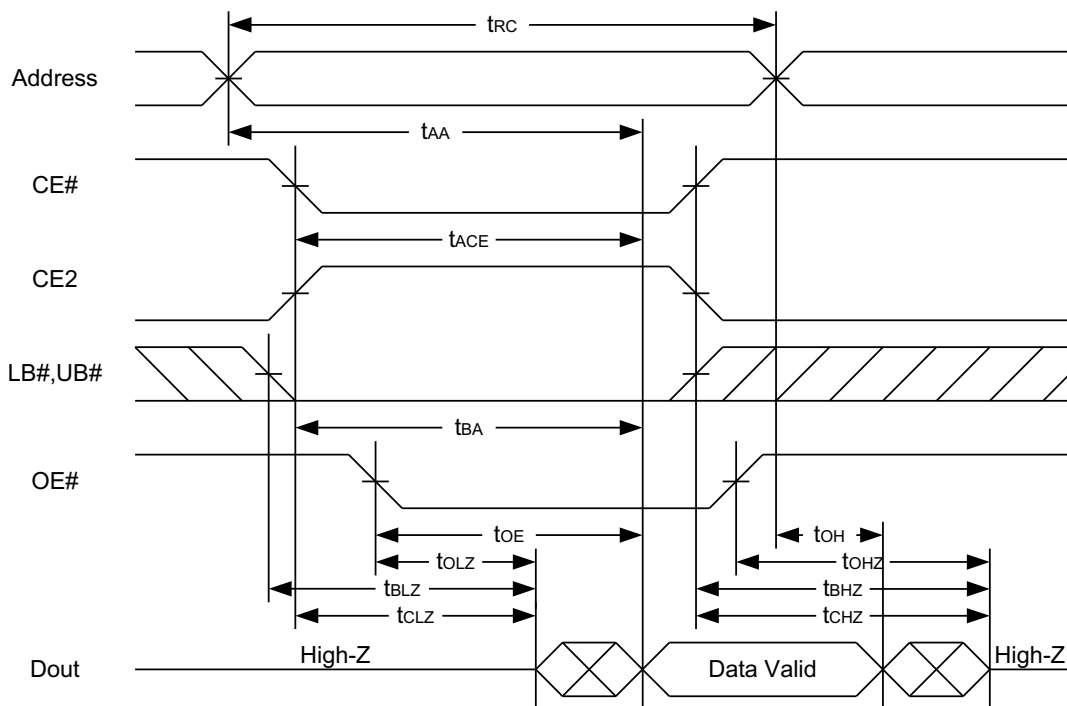 tRC
Address
tAA
CE#
tACE
CE2
LB#,UB#
tBA
OE#
tOE
tOH
tOLZ
tOHZ
tBLZ
tBHZ
tCLZ
tCHZ
Dout
High-Z
Data Valid
High-Z